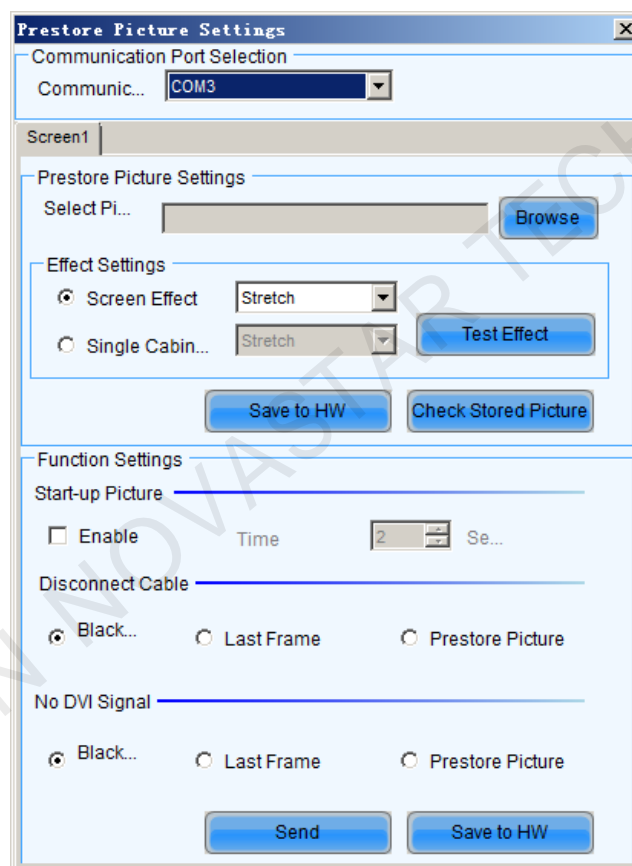 Prestore Picture Settings
Communication Port Selection
Communic... COM3
Screen1
Prestore Picture Settings
Select Pi... Browse
Effect Settings
Screen Effect Stretch
Single Cabin... Stretch Test Effect
Save to HW Check Stored Picture
Function Settings
Start-up Picture
Enable Time 2 Se...
Disconnect Cable
Black... Last Frame Prestore Picture
No DVI Signal
Black... Last Frame Prestore Picture
Send Save to HW
N NOVASTAR TECH